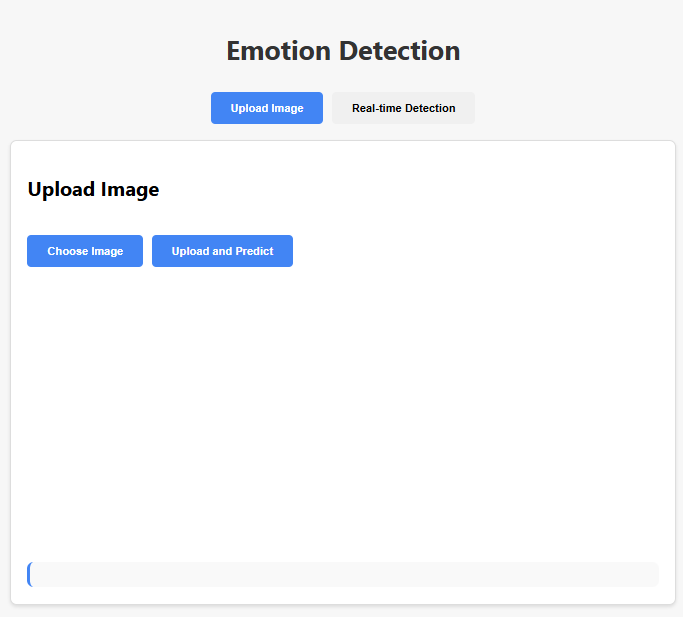 Emotion Detection
Upload Image Real-time Detection
Upload Image
Choose Image Upload and Predict